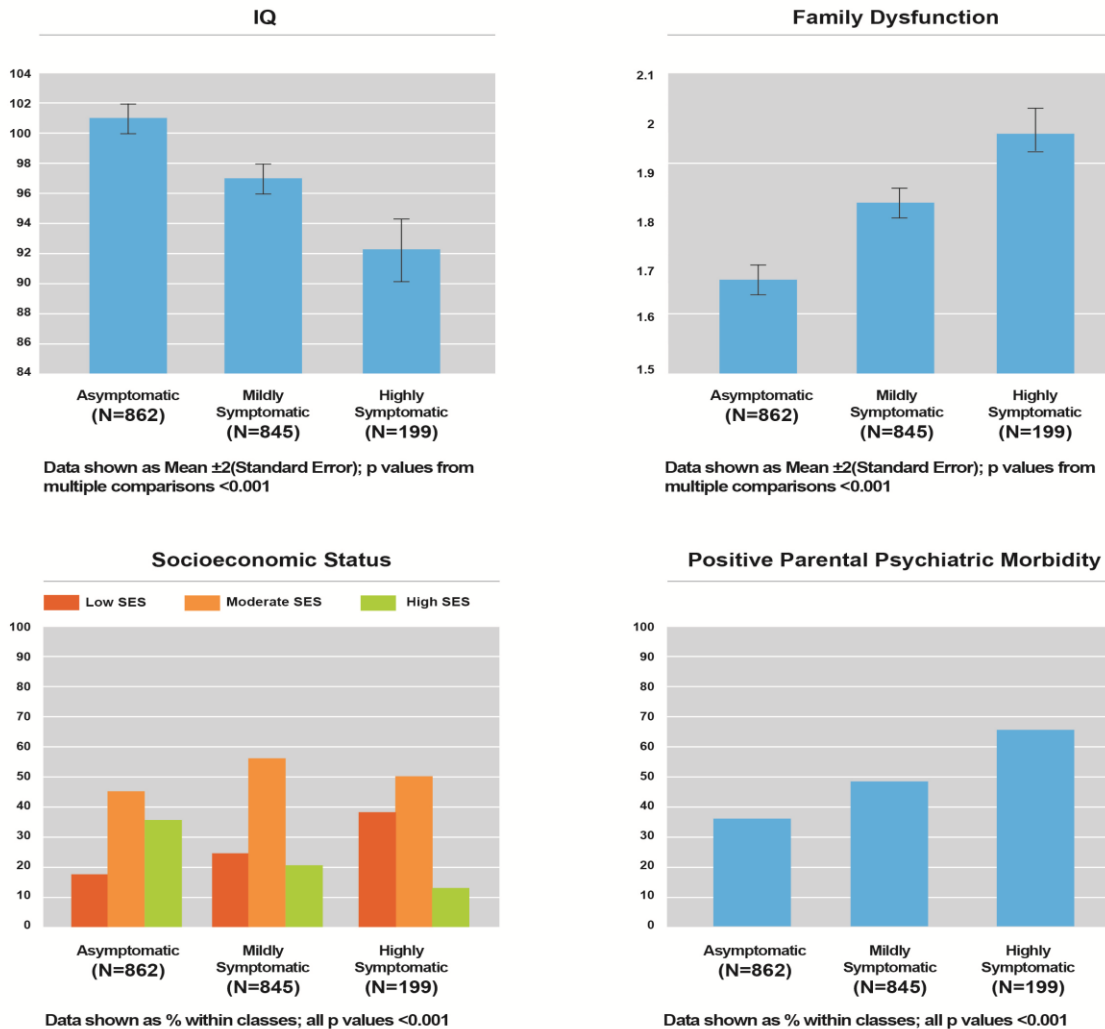 IQ
104
102
100
98
96
94
92
90
88
86
84
Asymptomatic
(N=862)
Mildly
Symptomatic
(N=845)
Highly
Symptomatic
(N=199)
Data shown as Mean ±2(Standard Error); p values from
multiple comparisons <0.001
Family Dysfunction
2.1
2
1.9
1.8
1.7
1.6
1.5
Asymptomatic
(N=862)
Mildly
Symptomatic
(N=845)
Highly
Symptomatic
(N=199)
Data shown as Mean ±2(Standard Error); p values from
multiple comparisons <0.001
Socioeconomic Status
Low SES
Moderate SES
High SES
100
90
80
70
60
50
40
30
20
10
0
Asymptomatic
(N=862)
Mildly
Symptomatic
(N=845)
Highly
Symptomatic
(N=199)
Data shown as % within classes; all p values <0.001
Positive Parental Psychiatric Morbidity
100
90
80
70
60
50
40
30
20
10
0
Asymptomatic
(N=862)
Mildly
Symptomatic
(N=845)
Highly
Symptomatic
(N=199)
Data shown as % within classes; all p values <0.001